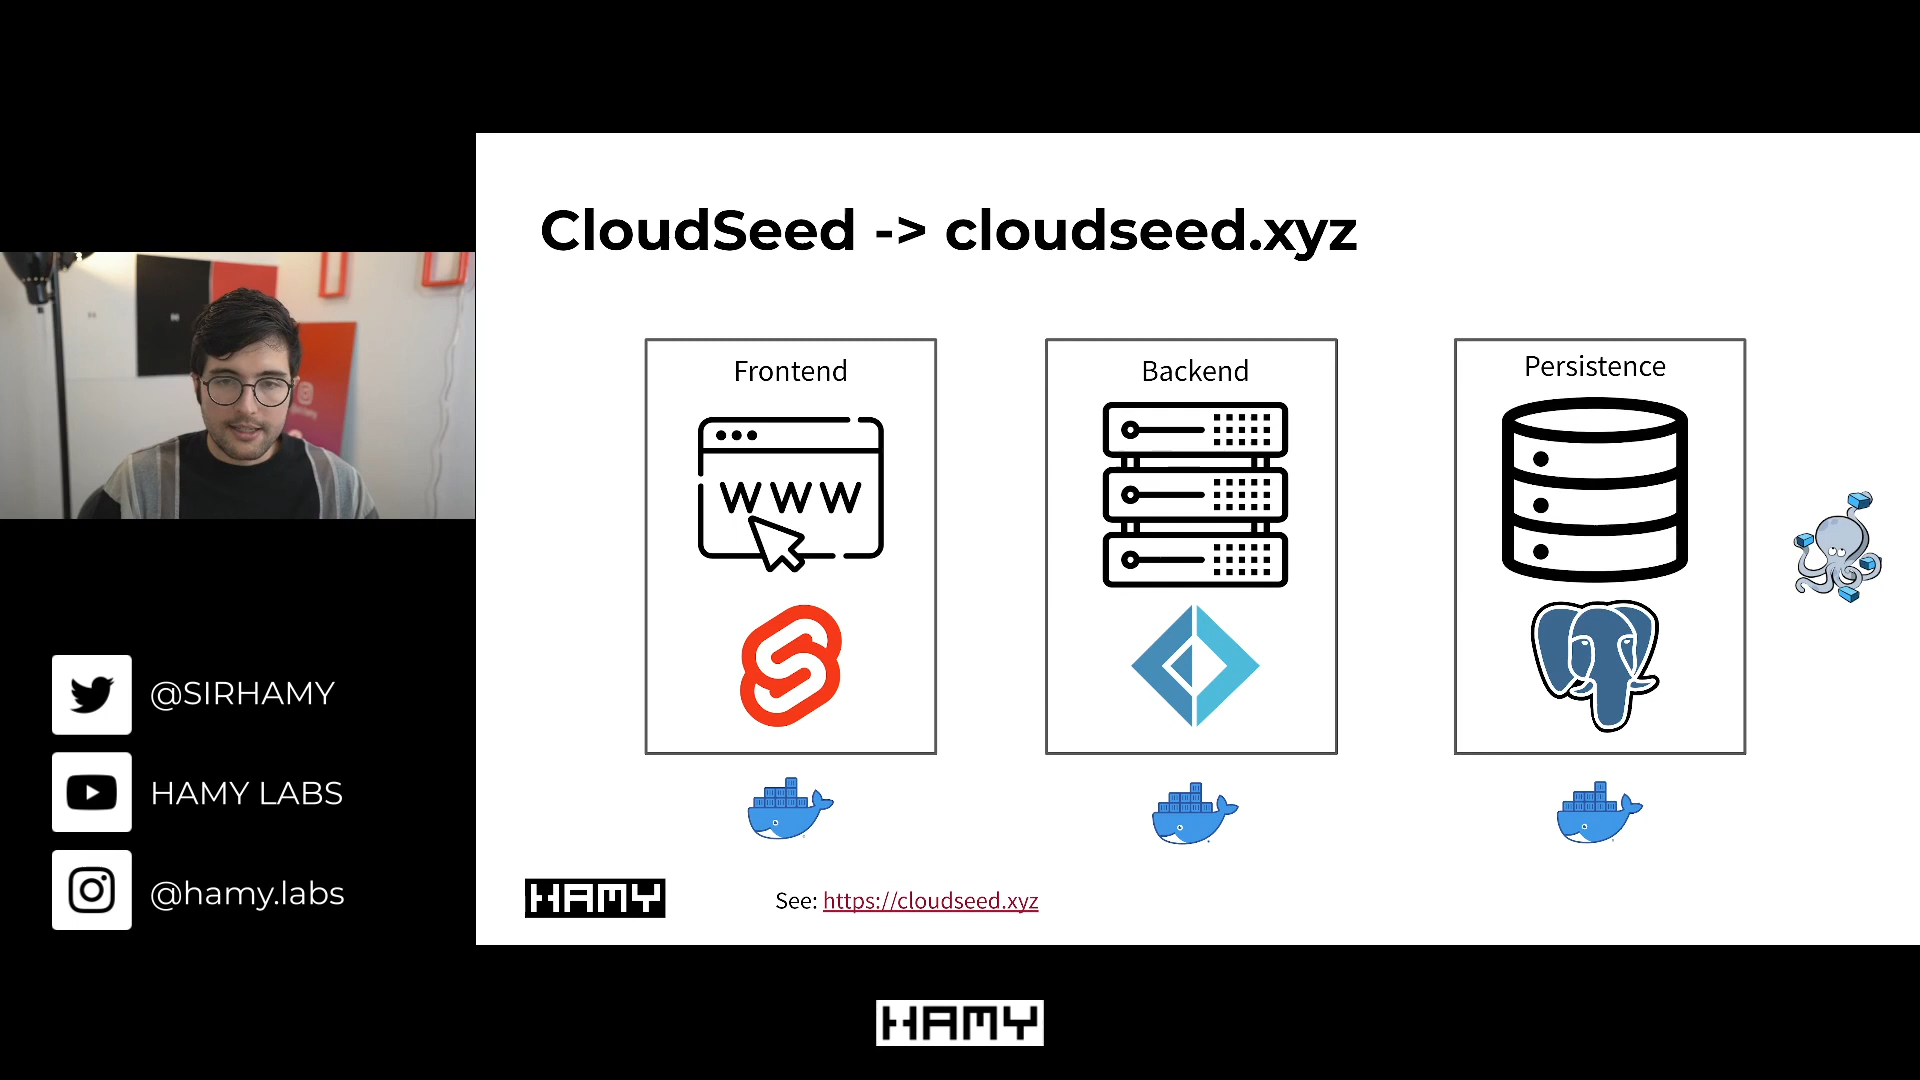 CloudSeed -> cloudseed.xyz
Frontend
Backend
Persistence
WWW
@SIRHAMY
HAMY LABS
@hamy.labs
HAMY
See: https://cloudseed.xyz
HAMY